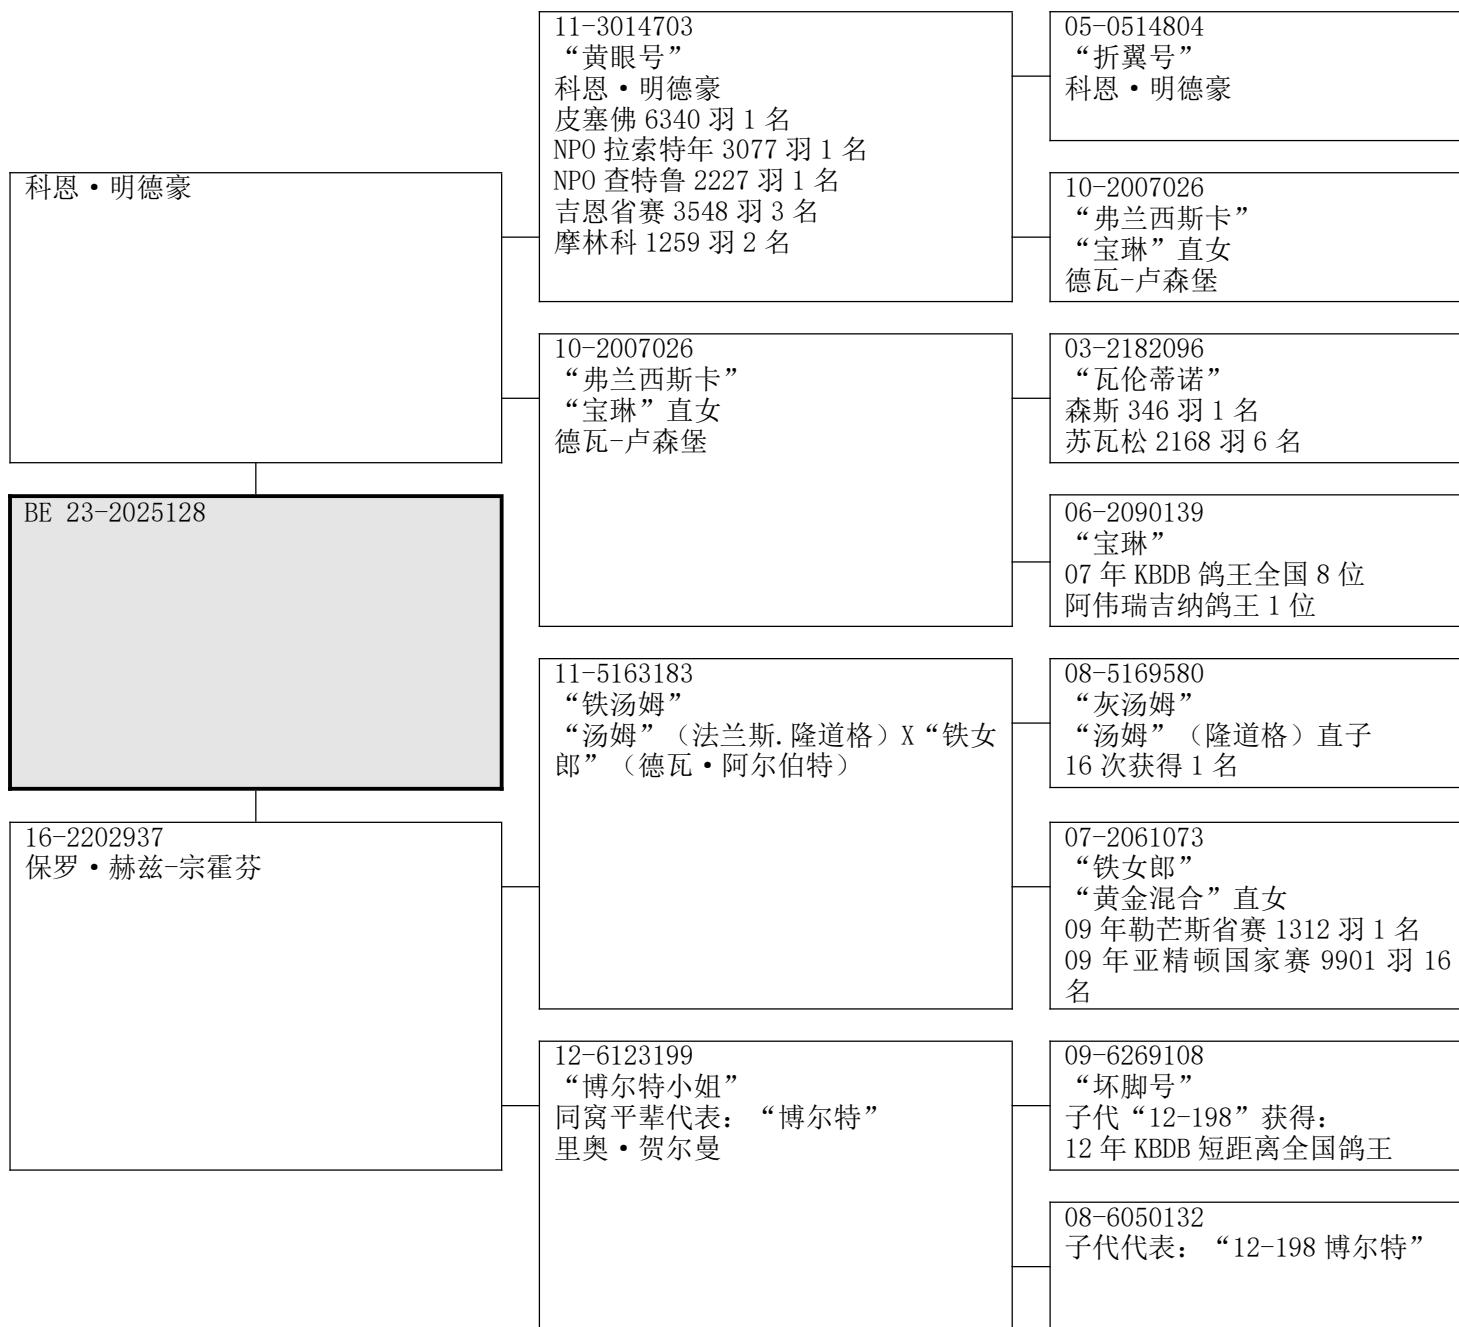 科恩·明德豪
BE 23-2025128
16-2202937
保罗·赫兹-宗霍芬
11-3014703
“黄眼号”
科恩·明德豪
皮塞佛 6340 羽 1 名
NPO 拉索特年 3077 羽 1 名
NPO 查特鲁 2227 羽 1 名
吉恩省赛 3548 羽 3 名
摩林科 1259 羽 2 名
10-2007026
“弗兰西斯卡”
“宝琳”直女
德瓦-卢森堡
11-5163183
“铁汤姆”
“汤姆”（法兰斯.隆道格）X“铁女
郎”（德瓦·阿尔伯特）
12-6123199
“博尔特小姐”
同窝平辈代表：“博尔特”
里奥·贺尔曼
05-0514804
“折翼号”
科恩·明德豪
10-2007026
“弗兰西斯卡”
“宝琳”直女
德瓦-卢森堡
03-2182096
“瓦伦蒂诺”
森斯 346 羽 1 名
苏瓦松 2168 羽 6 名
06-2090139
“宝琳”
07 年 KBDB 鸽王全国 8 位
阿伟瑞吉纳鸽王 1 位
08-5169580
“灰汤姆”
“汤姆”（隆道格）直子
16 次获得 1 名
07-2061073
“铁女郎”
“黄金混合”直女
09 年勒芒斯省赛 1312 羽 1 名
09 年亚精顿国家赛 9901 羽 16
名
09-6269108
“坏脚号”
子代“12-198”获得：
12 年 KBDB 短距离全国鸽王
08-6050132
子代代表：“12-198 博尔特”